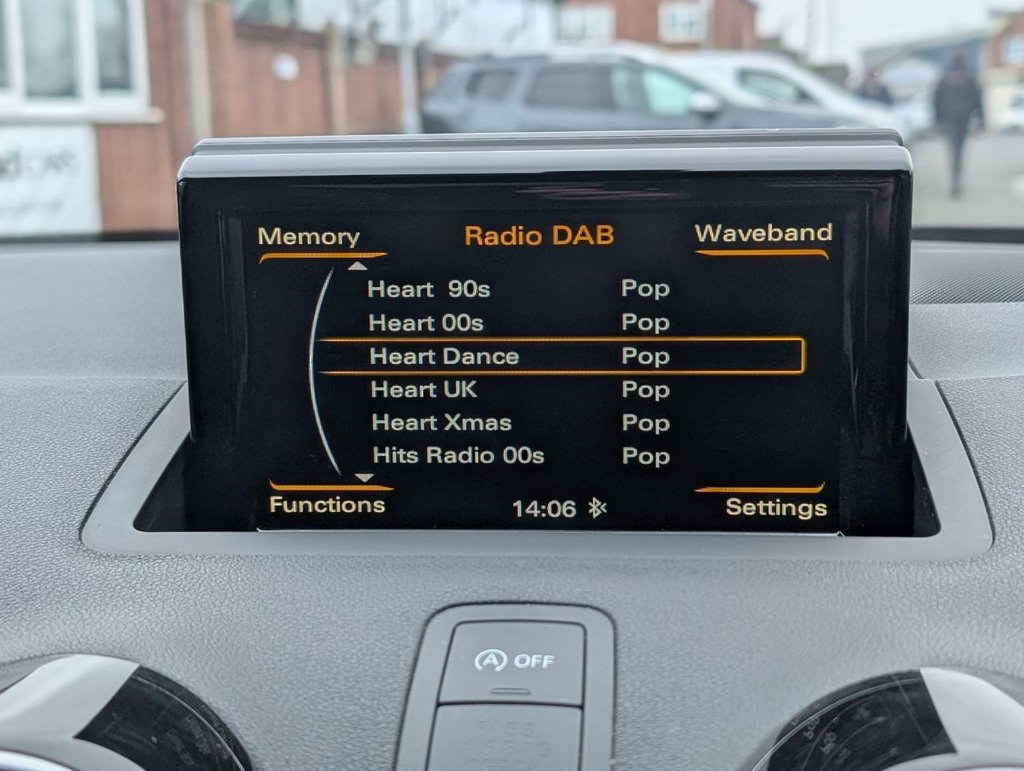 Memory Radio DAB Waveband
Heart 90s Pop
Heart 00s Pop
Heart Dance Pop
Heart UK Pop
Heart Xmas Pop
Hits Radio 00s Pop
Functions 14:06 Settings
A OFF